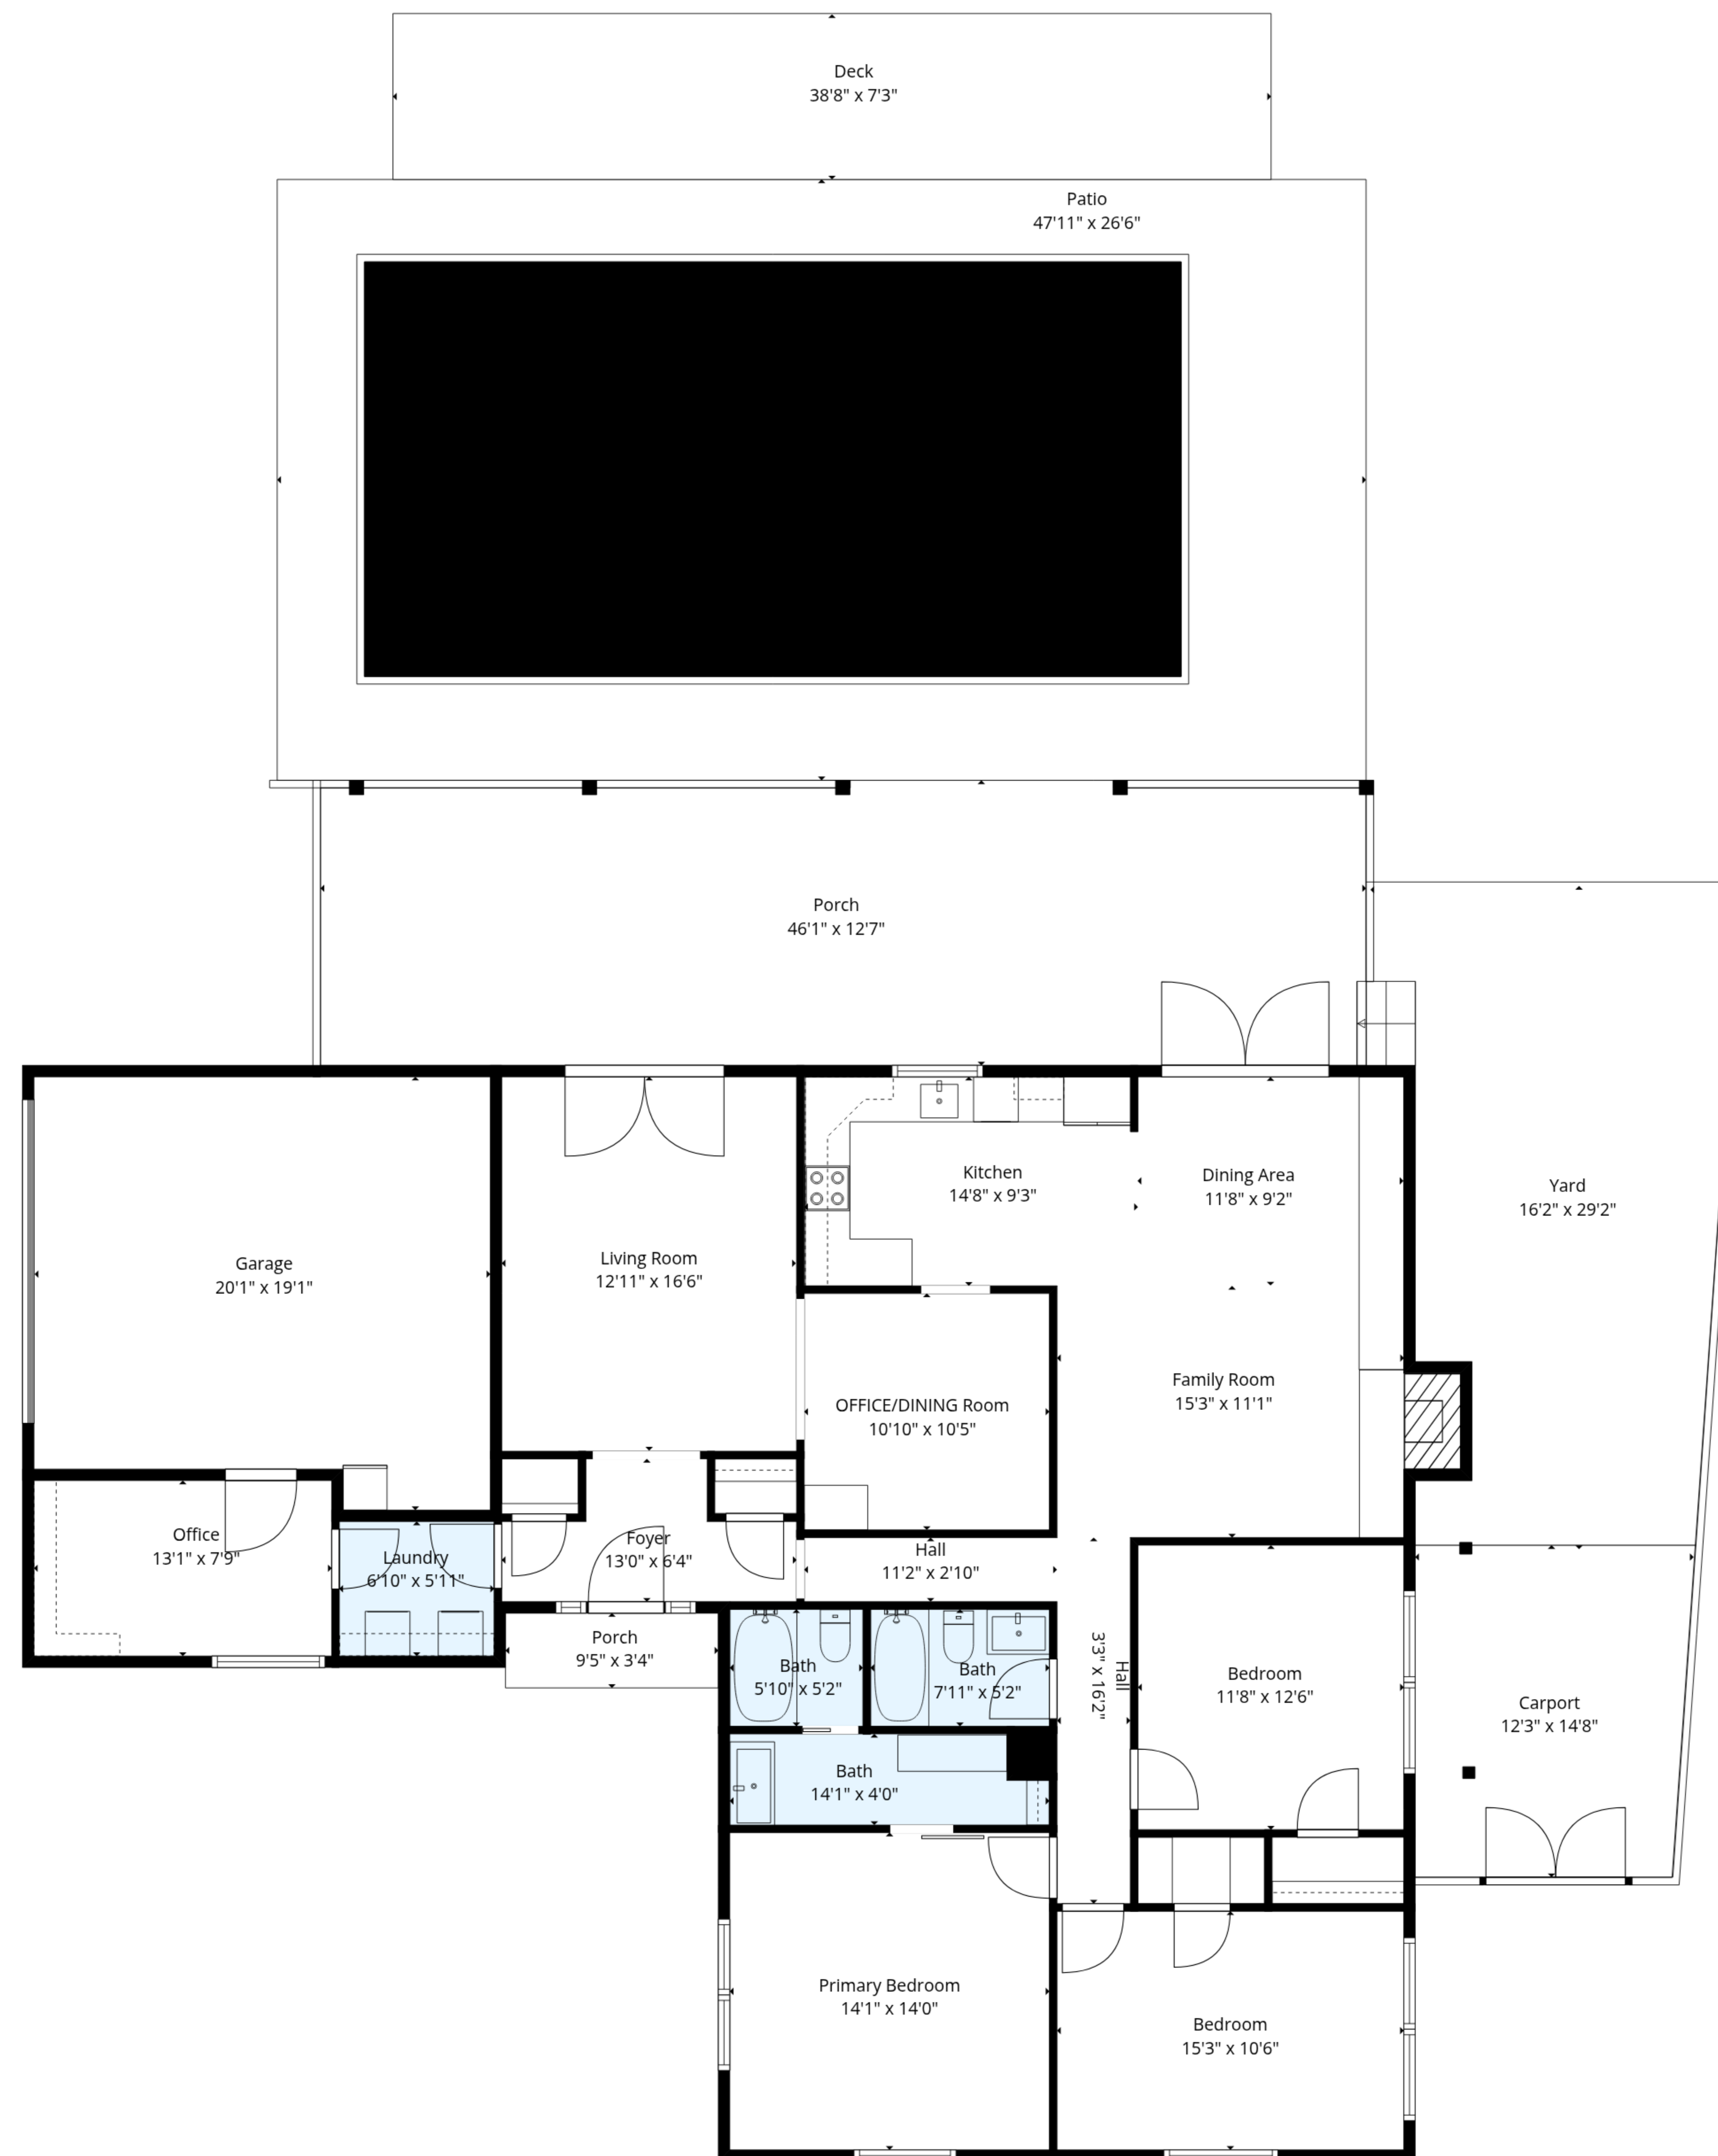 Deck
38'8" x 7'3"
Patio
47'11" x 26'6"
Porch
46'1" x 12'7"
Kitchen
14'8" x 9'3"
Dining Area
11'8" x 9'2"
Yard
16'2" x 29'2"
Garage
20'1" x 19'1"
Living Room
12'11" x 16'6"
OFFICE/DINING Room
10'10" x 10'5"
Family Room
15'3" x 11'1"
Office
13'1" x 7'9"
Laundry
6'10" x 5'11"
Foyer
13'0" x 6'4"
Hall
11'2" x 2'10"
Porch
9'5" x 3'4"
Bath
5'10" x 5'2"
Bath
7'11" x 5'2"
Hall
3'3" x 16'2"
Bedroom
11'8" x 12'6"
Carport
12'3" x 14'8"
Bath
14'1" x 4'0"
Primary Bedroom
14'1" x 14'0"
Bedroom
15'3" x 10'6"